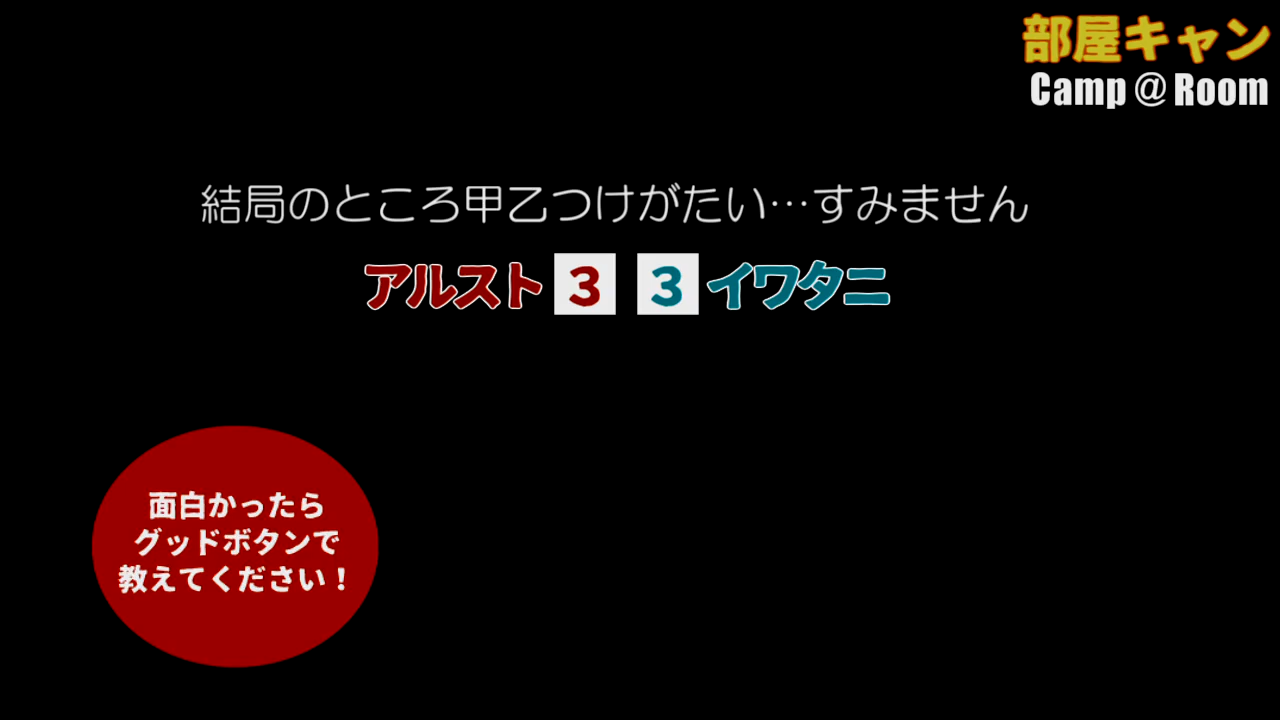 部屋キャン
Camp@Room
結局のところ甲乙つけがたい…すみません
アルスト 3 3 イワタニ
面白かったら
グッドボタンで
教えてください！